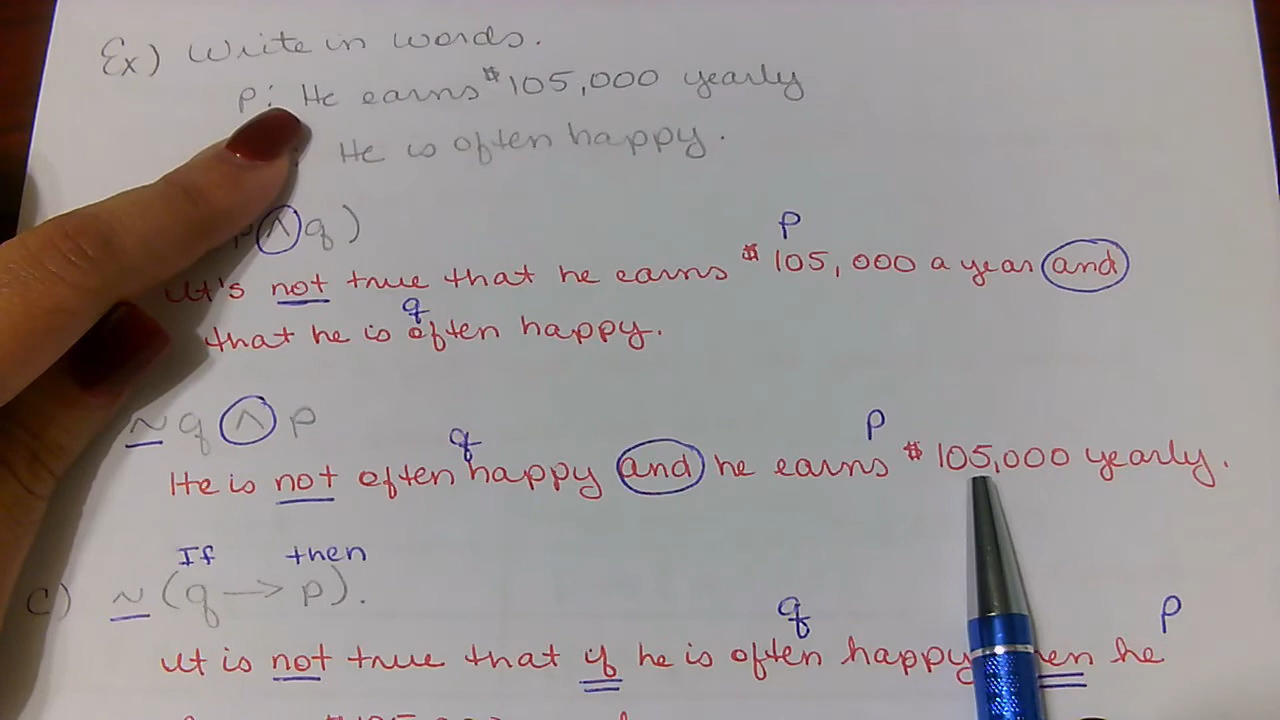 Ex) Write in words.
p: He earns $105,000 yearly
He is often happy.
p ∧ q)
p
It's not true that he earns $105,000 a year and
q
that he is often happy.
~q ∧ p
q p
He is not often happy and he earns $105,000 yearly.
If then
c) ~(q → p).
q p
It is not true that if he is often happy he